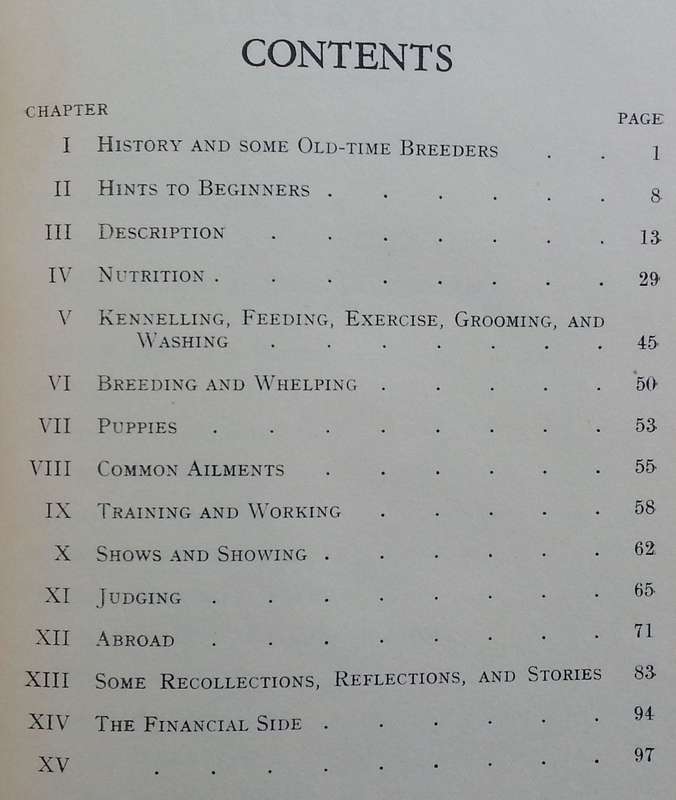 CONTENTS
CHAPTER PAGE
I HISTORY AND SOME OLD-TIME BREEDERS . . 1
II HINTS TO BEGINNERS . . . . . . 8
III DESCRIPTION . . . . . . . 13
IV NUTRITION . . . . . . . . 29
V KENNELLING, FEEDING, EXERCISE, GROOMING, AND
WASHING . . . . . . . 45
VI BREEDING AND WHELPING . . . . . 50
VII PUPPIES . . . . . . . . 53
VIII COMMON AILMENTS . . . . . . 55
IX TRAINING AND WORKING . . . . . 58
X SHOWS AND SHOWING . . . . . . 62
XI JUDGING . . . . . . . . 65
XII ABROAD . . . . . . . . 71
XIII SOME RECOLLECTIONS, REFLECTIONS, AND STORIES 83
XIV THE FINANCIAL SIDE . . . . . . 94
XV . . . . . . . . . 97